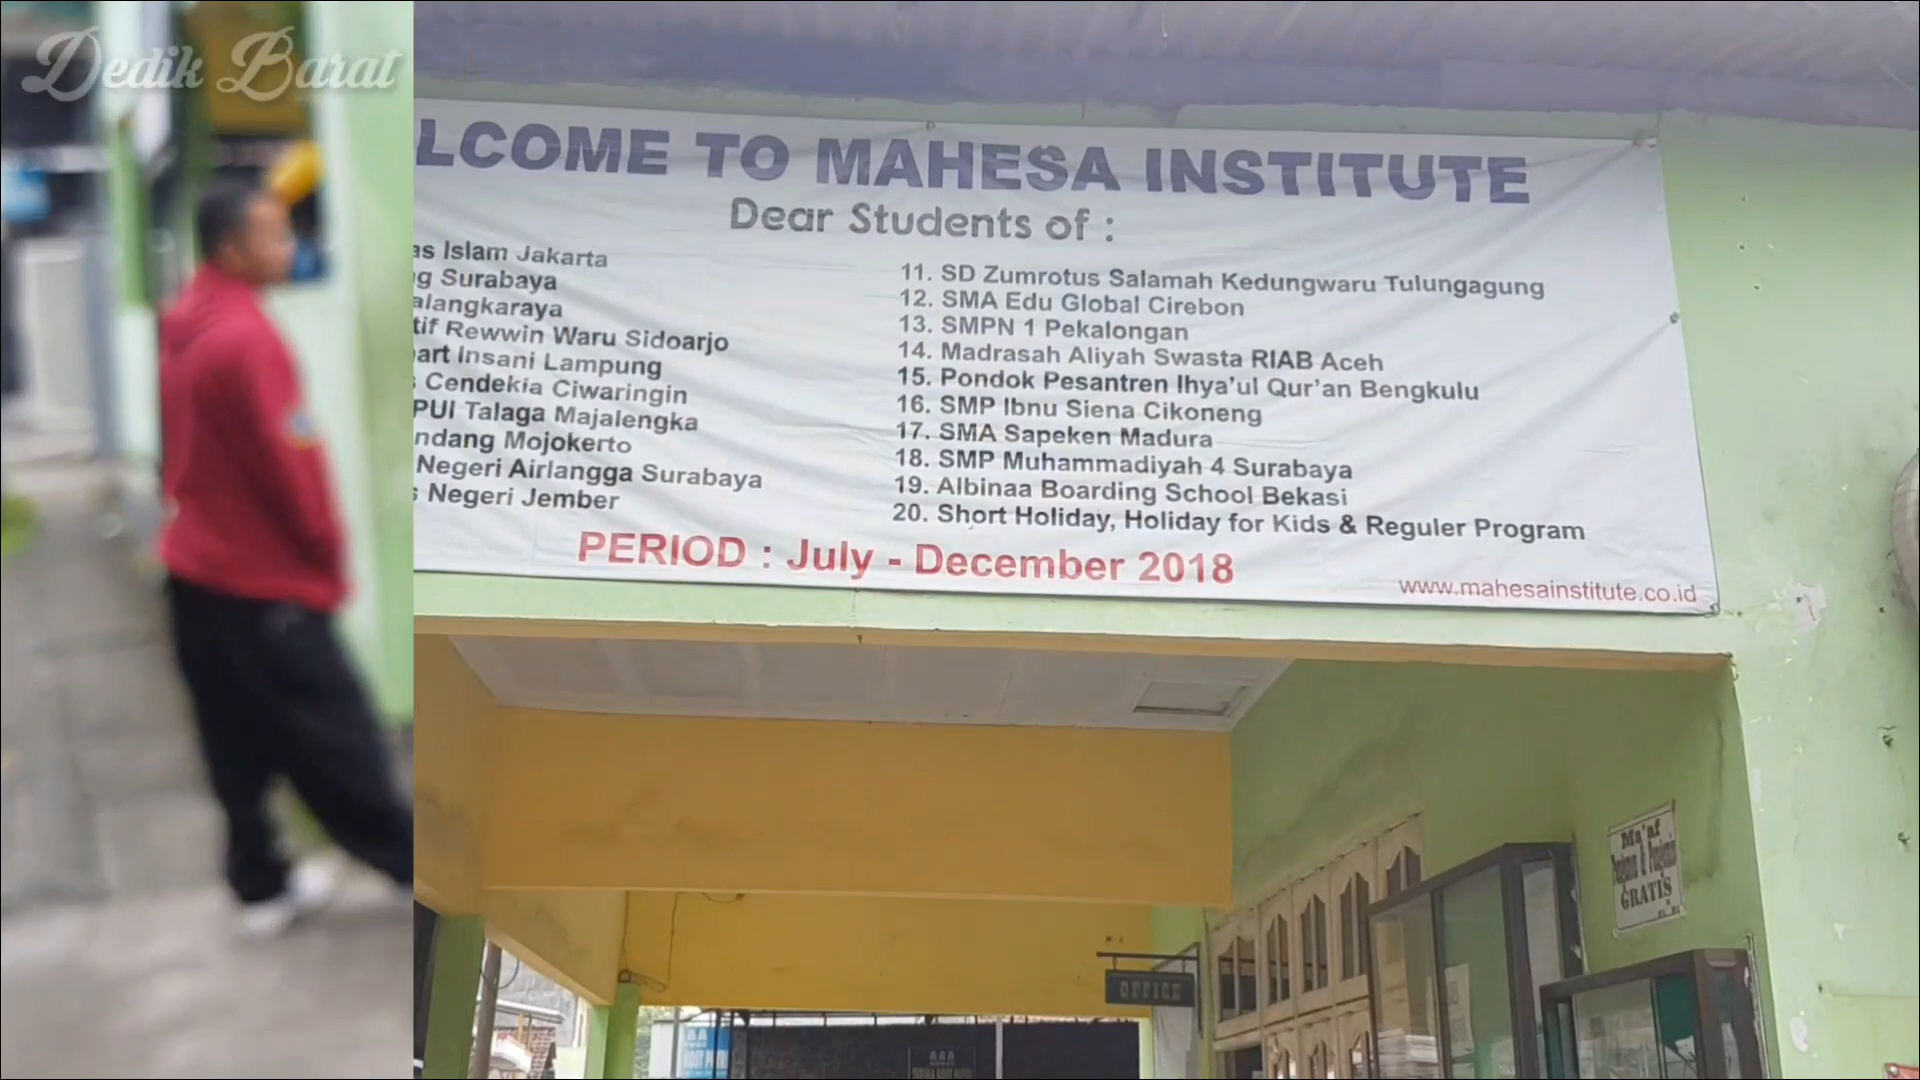 Dedik Barat
LCOME TO MAHESA INSTITUTE
Dear Students of :
as Islam Jakarta
g Surabaya
alangkaraya
tif Rewwin Waru Sidoarjo
art Insani Lampung
s Cendekia Ciwaringin
PUI Talaga Majalengka
ndang Mojokerto
Negeri Airlangga Surabaya
s Negeri Jember
11. SD Zumrotus Salamah Kedungwaru Tulungagung
12. SMA Edu Global Cirebon
13. SMPN 1 Pekalongan
14. Madrasah Aliyah Swasta RIAB Aceh
15. Pondok Pesantren Ihya'ul Qur'an Bengkulu
16. SMP Ibnu Siena Cikoneng
17. SMA Sapeken Madura
18. SMP Muhammadiyah 4 Surabaya
19. Albinaa Boarding School Bekasi
20. Short Holiday, Holiday for Kids & Reguler Program
PERIOD : July - December 2018
www.mahesainstitute.co.id
Ma'af
GRATIS
OFFICE